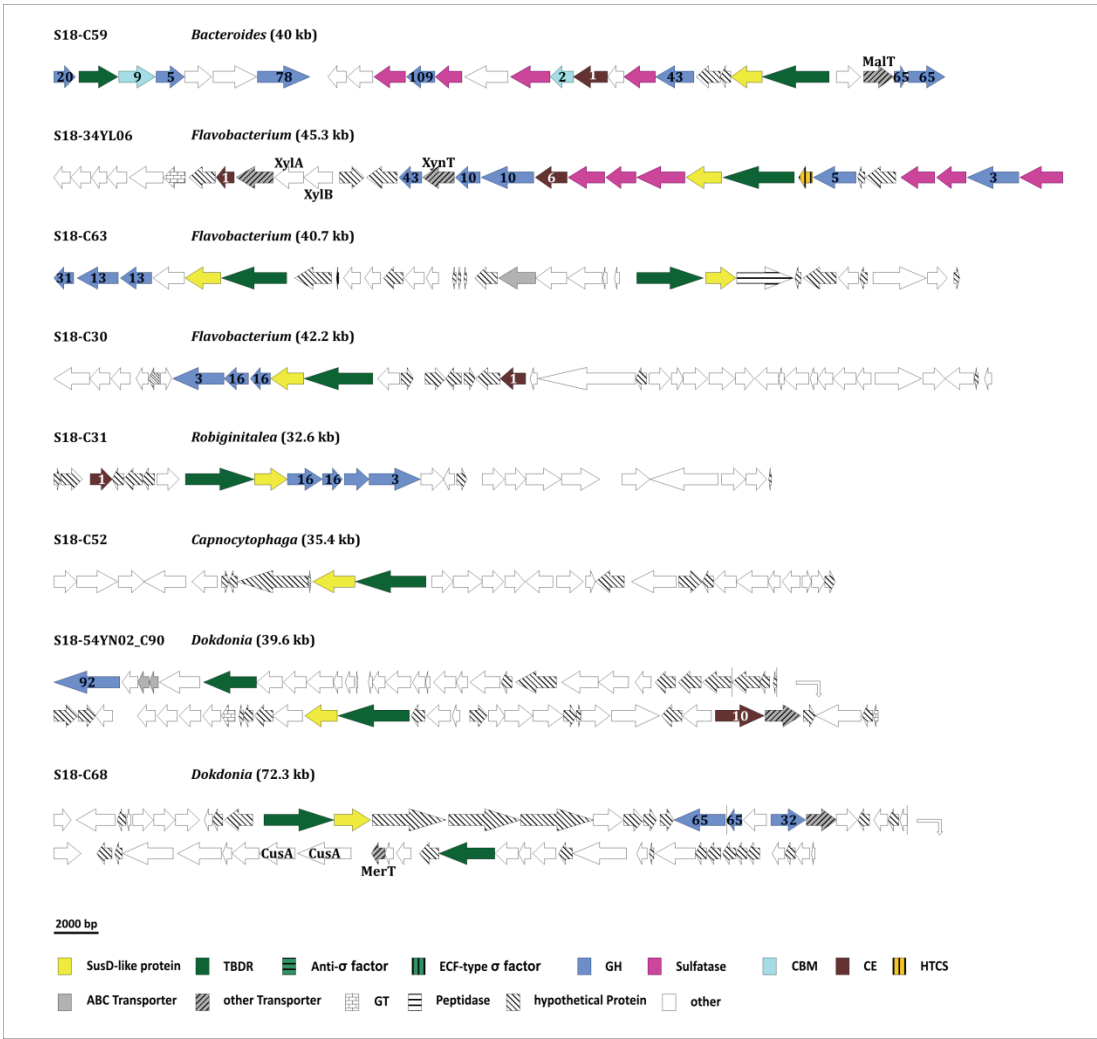 S18-C59 Bacteroides (40 kb)
MalT
20 9 5 78 109 2 1 43 65 65
S18-34YL06 Flavobacterium (45.3 kb)
XylA XynT
1 43 10 10 6 5 3
XylB
S18-C63 Flavobacterium (40.7 kb)
31 13 13
S18-C30 Flavobacterium (42.2 kb)
3 16 16 1
S18-C31 Robiginitalea (32.6 kb)
1 16 16 3
S18-C52 Capnocytophaga (35.4 kb)
S18-54YN02_C90 Dokdonia (39.6 kb)
92
10
S18-C68 Dokdonia (72.3 kb)
65 65 32
CusA CusA
MerT
2000 bp
SusD-like protein TBDR Anti-σ factor ECF-type σ factor GH Sulfatase CBM CE HTCS
ABC Transporter other Transporter GT Peptidase hypothetical Protein other